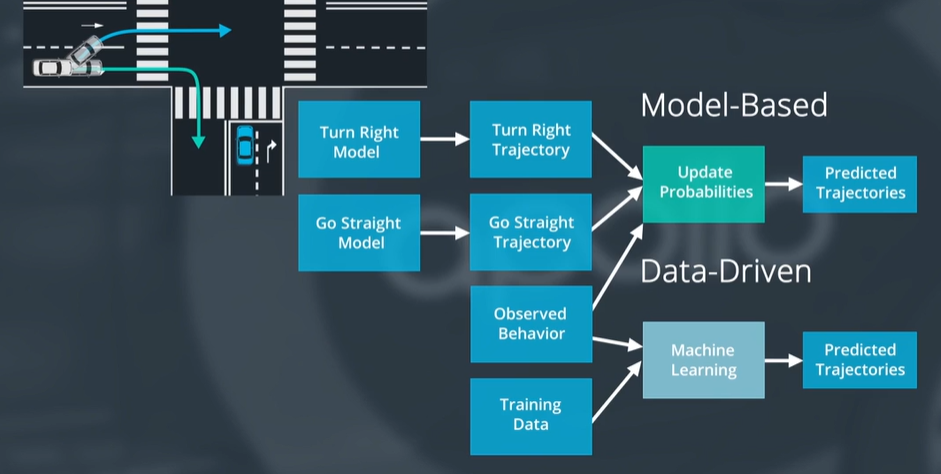 Model-Based
Turn Right
Model
Turn Right
Trajectory
Update
Probabilities
Predicted
Trajectories
Go Straight
Model
Go Straight
Trajectory
Data-Driven
Observed
Behavior
Machine
Learning
Predicted
Trajectories
Training
Data
apollo